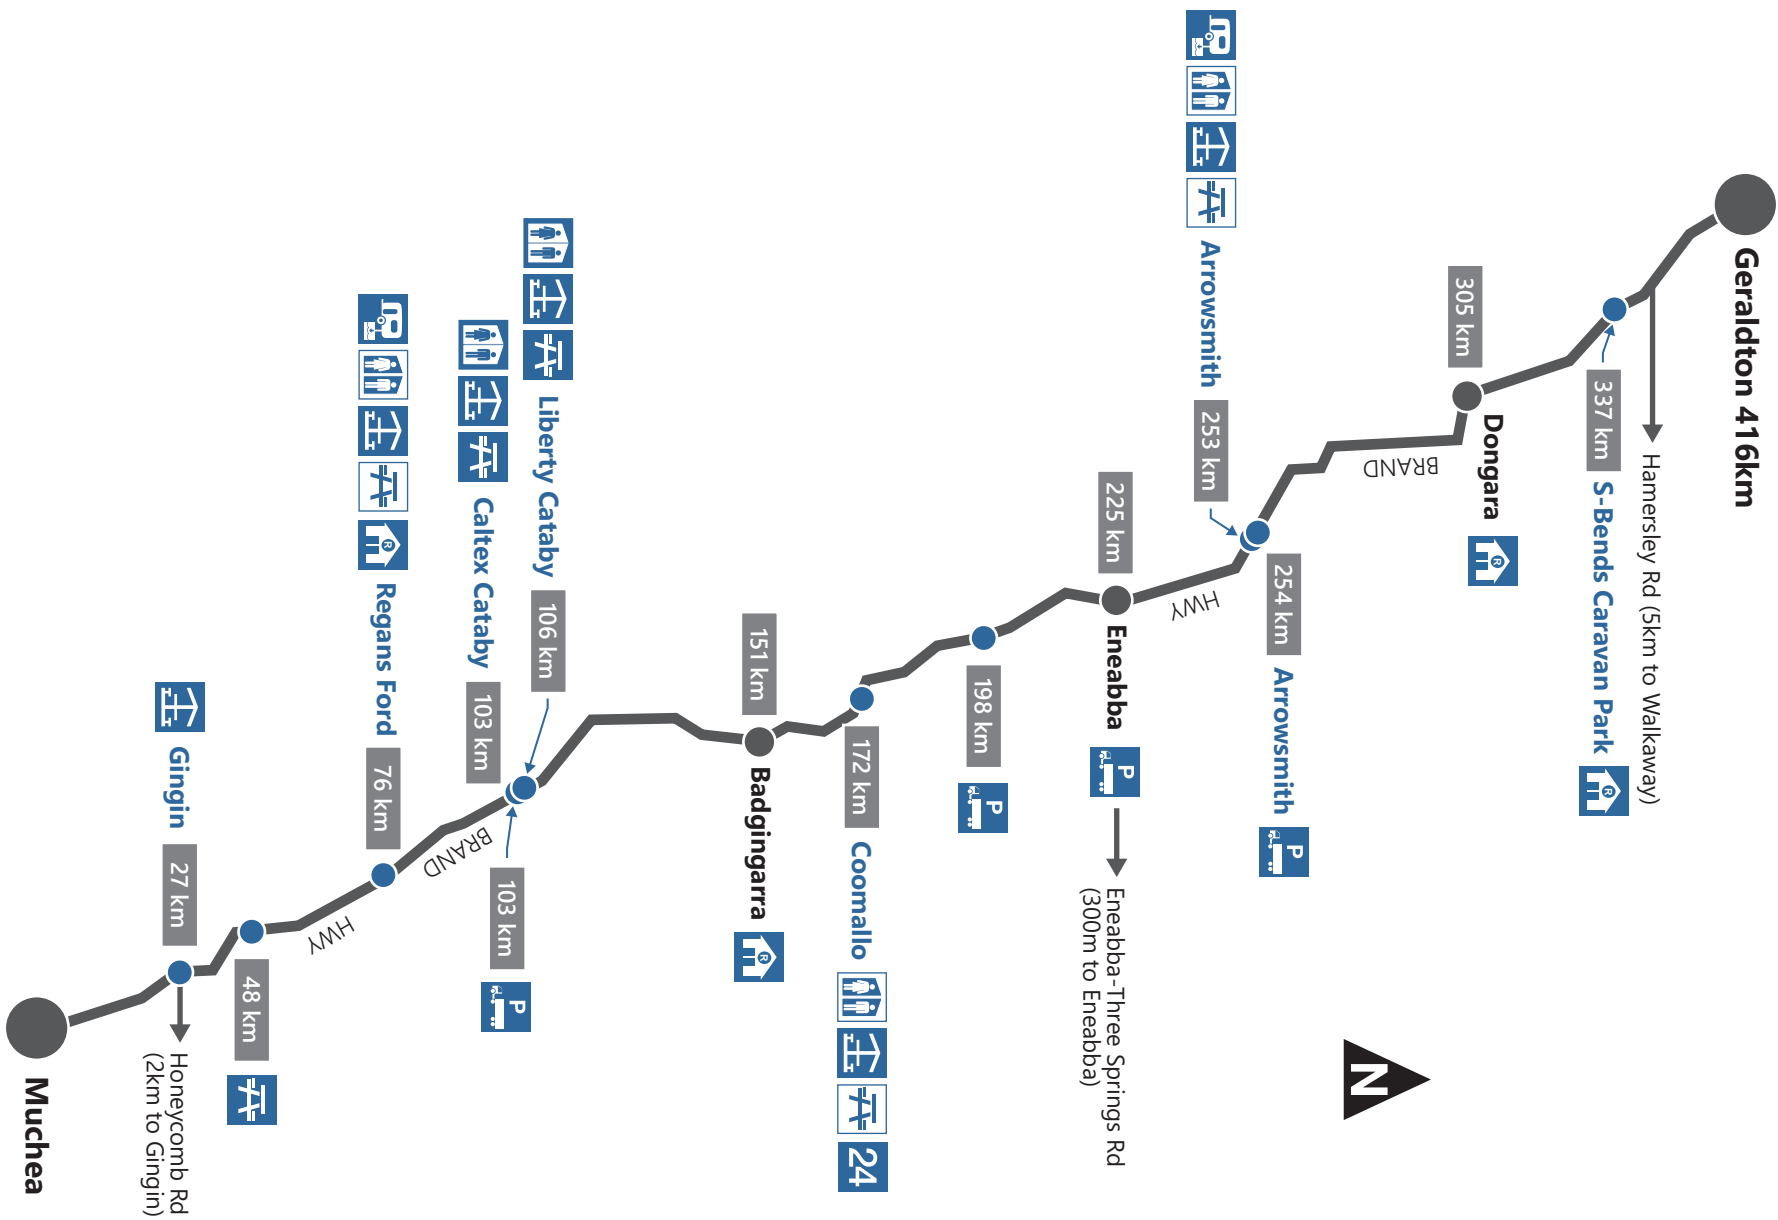 Geraldton 416km
Hamersley Rd (5km to Walkaway)
337 km
S-Bends Caravan Park
R
305 km
Dongara
R
BRAND
Arrowsmith
253 km
254 km
Arrowsmith
P
HWY
225 km
Eneabba
P
Eneabba-Three Springs Rd
(300m to Eneabba)
198 km
P
172 km
Coomallo
24
151 km
Badgingarra
R
Liberty Cataby
106 km
Caltex Cataby
103 km
103 km
P
BRAND
Regans Ford
R
76 km
HWY
48 km
Gingin
27 km
Honeycomb Rd
(2km to Gingin)
Muchea
N